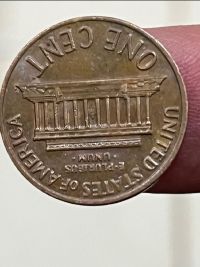 UNITED STATES OF AMERICA
·E·PLURIBUS·
UNUM
ONE CENT